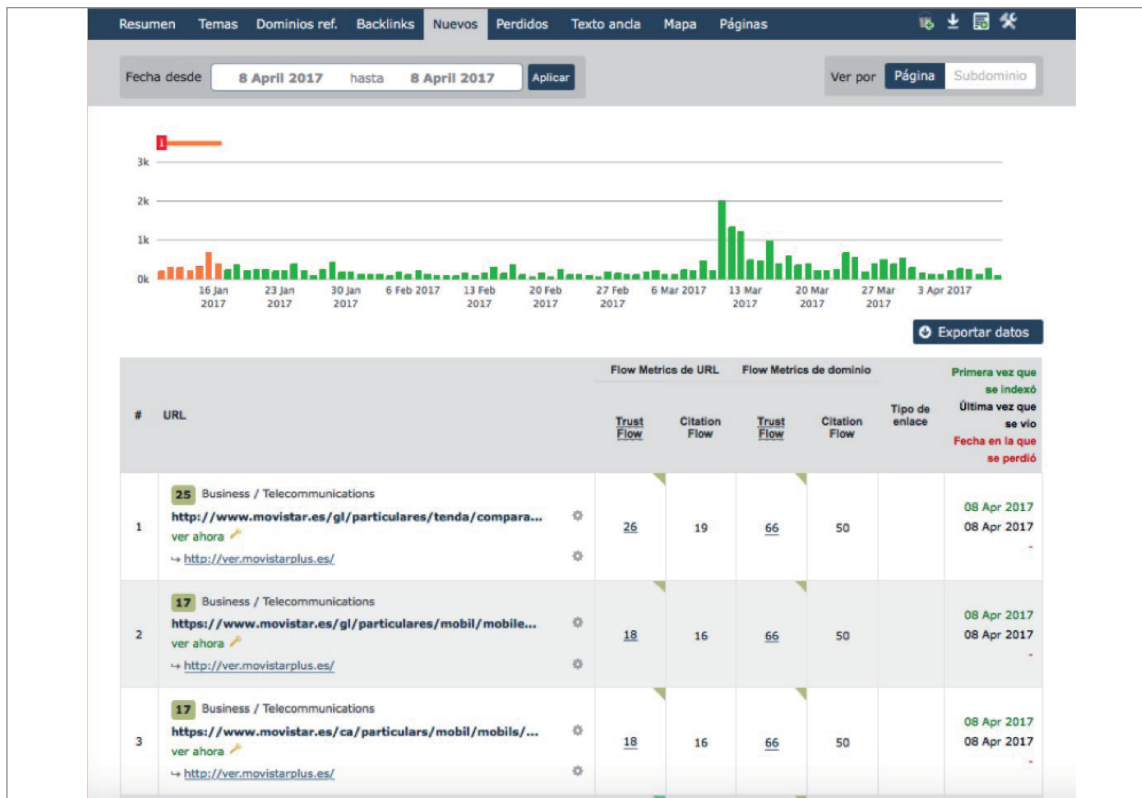 Resumen Temas Dominios ref. Backlinks Nuevos Perdidos Texto ancla Mapa Páginas
Fecha desde 8 April 2017 hasta 8 April 2017 Aplicar Ver por Página Subdominio
3k
2k
1k
0k
16 Jan 2017
23 Jan 2017
30 Jan 2017
6 Feb 2017
13 Feb 2017
20 Feb 2017
27 Feb 2017
6 Mar 2017
13 Mar 2017
20 Mar 2017
27 Mar 2017
3 Apr 2017
Exportar datos
# URL
Flow Metrics de URL
Trust Flow
Citation Flow
Flow Metrics de dominio
Trust Flow
Citation Flow
Tipo de enlace
Primera vez que
se indexó
Última vez que
se vio
Fecha en la que
se perdió
1
25 Business / Telecommunications
http://www.movistar.es/gl/particulares/tenda/compara...
ver ahora
http://ver.movistarplus.es/
26 19 66 50
08 Apr 2017
08 Apr 2017
-
2
17 Business / Telecommunications
https://www.movistar.es/gl/particulares/mobil/mobile...
ver ahora
http://ver.movistarplus.es/
18 16 66 50
08 Apr 2017
08 Apr 2017
-
3
17 Business / Telecommunications
https://www.movistar.es/ca/particulars/mobil/mobils/...
ver ahora
http://ver.movistarplus.es/
18 16 66 50
08 Apr 2017
08 Apr 2017
-